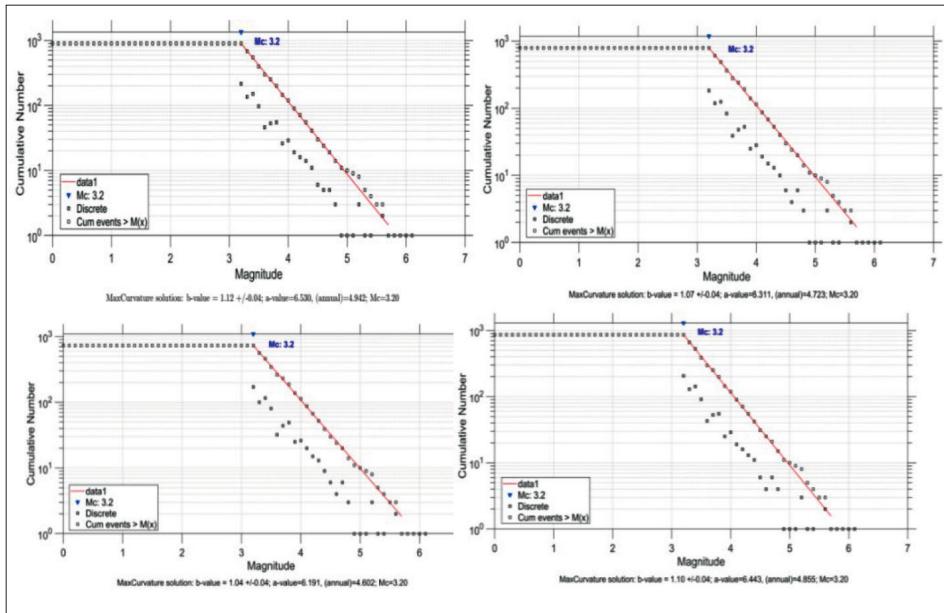 Cumulative Number
10³
10²
10¹
10⁰
Mc: 3.2
data1
Mc: 3.2
Discrete
Cum events > M(x)
0 1 2 3 4 5 6 7
Magnitude
MaxCurvature solution: b-value = 1.12 +/-0.04; a-value=6.530, (annual)=4.942; Mc=3.20
Cumulative Number
10³
10²
10¹
10⁰
Mc: 3.2
data1
Mc: 3.2
Discrete
Cum events > M(x)
0 1 2 3 4 5 6 7
Magnitude
MaxCurvature solution: b-value = 1.07 +/-0.04; a-value=6.311, (annual)=4.723; Mc=3.20
Cumulative Number
10³
10²
10¹
10⁰
Mc: 3.2
data1
Mc: 3.2
Discrete
Cum events > M(x)
0 1 2 3 4 5 6
Magnitude
MaxCurvature solution: b-value = 1.04 +/-0.04; a-value=6.191, (annual)=4.602; Mc=3.20
Cumulative Number
10³
10²
10¹
10⁰
Mc: 3.2
data1
Mc: 3.2
Discrete
Cum events > M(x)
0 1 2 3 4 5 6 7
Magnitude
MaxCurvature solution: b-value = 1.10 +/-0.04; a-value=6.443, (annual)=4.855; Mc=3.20